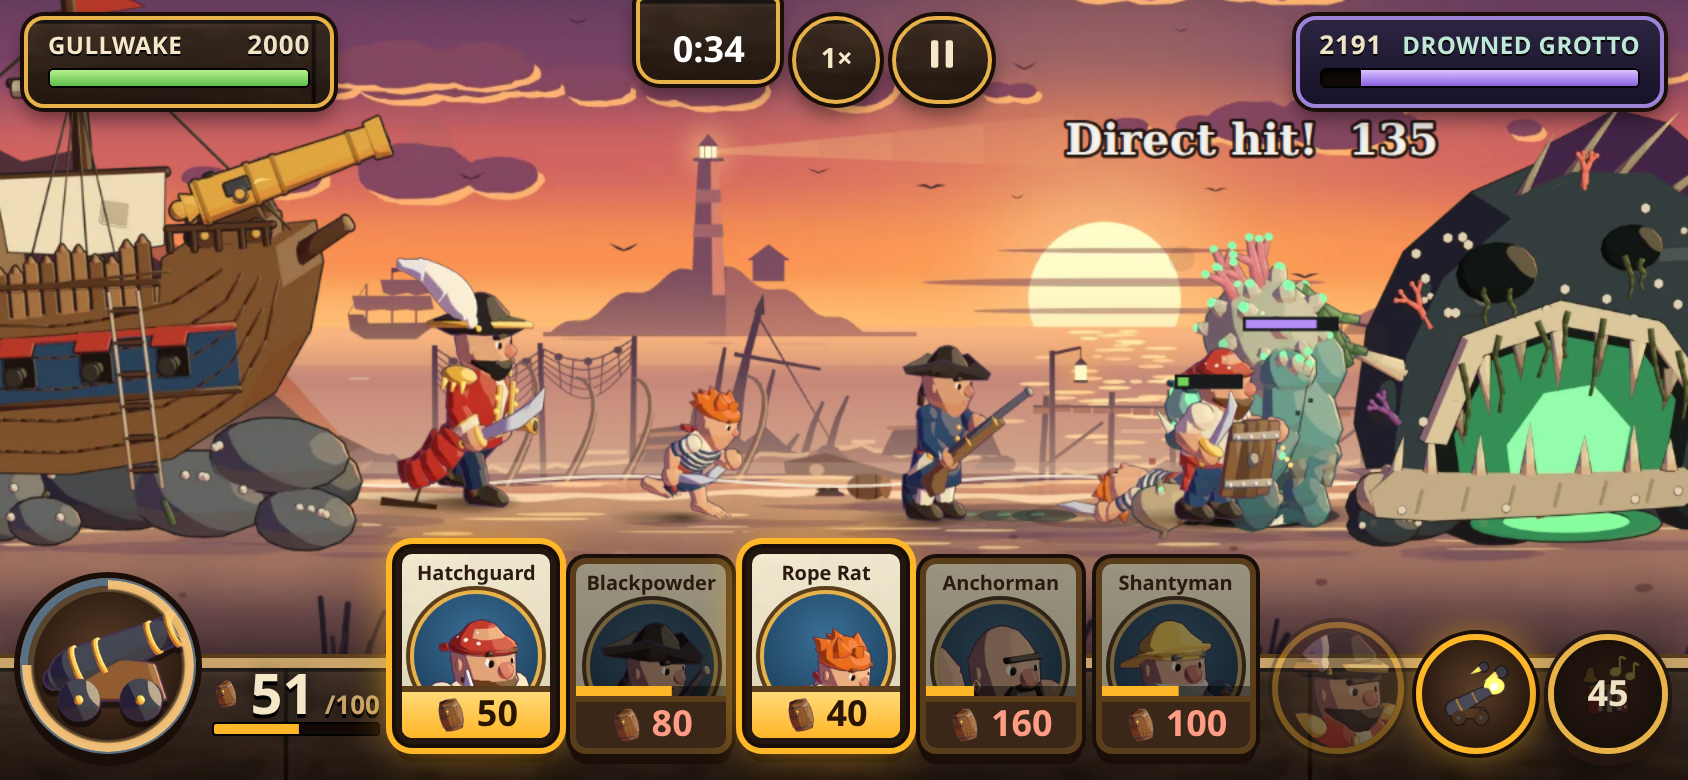 GULLWAKE 2000
0:34
1×
2191 DROWNED GROTTO
Direct hit! 135
Hatchguard
50
Blackpowder
80
Rope Rat
40
Anchorman
160
Shantyman
100
51 /100
45